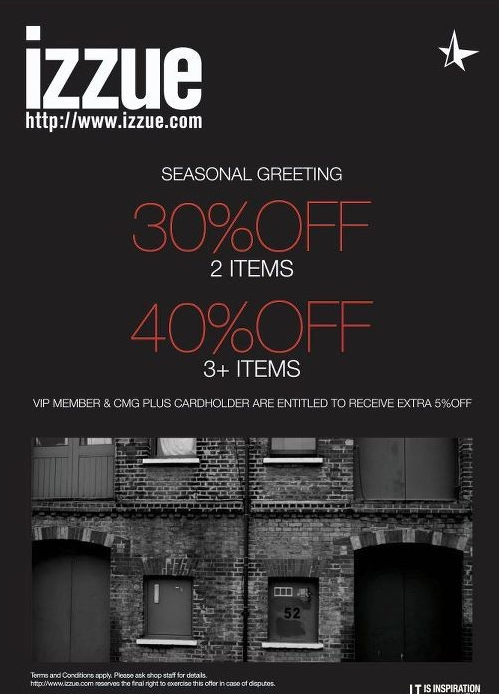 izzue
http://www.izzue.com
SEASONAL GREETING
30%OFF
2 ITEMS
40%OFF
3+ ITEMS
VIP MEMBER & CMG PLUS CARDHOLDER ARE ENTITLED TO RECEIVE EXTRA 5%OFF
52
Terms and Conditions apply. Please ask shop staff for details.
http://www.izzue.com reserves the final right to exercise this offer in case of disputes.
I.T IS INSPIRATION